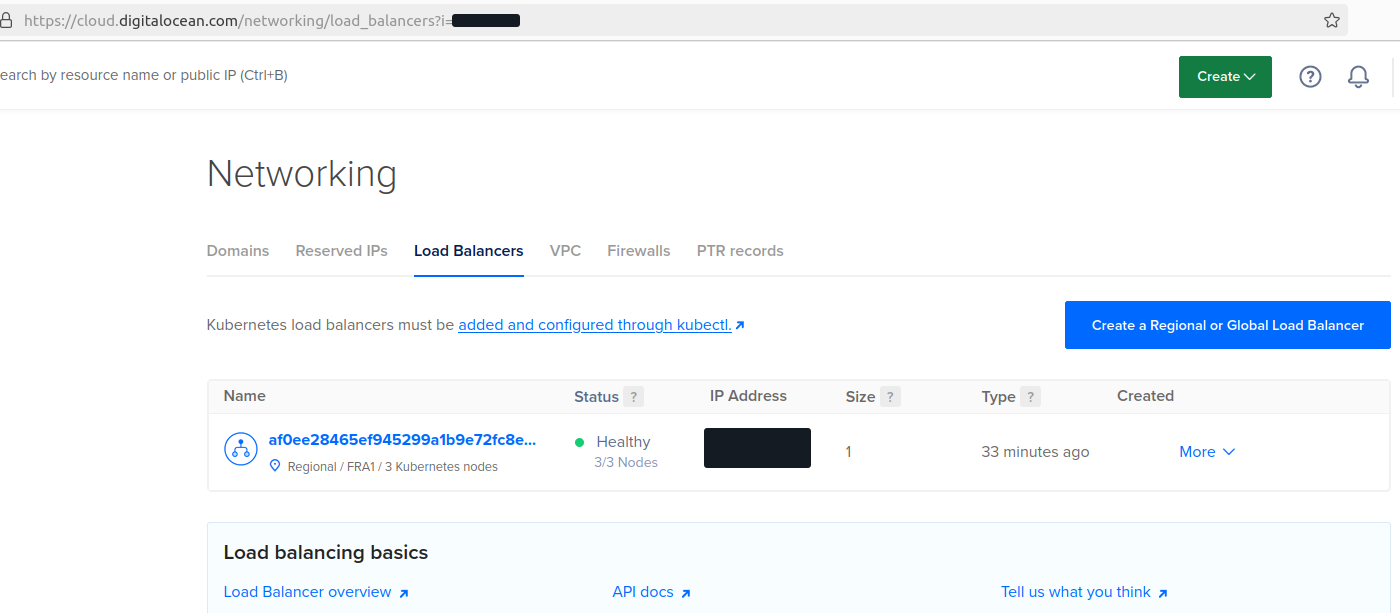 https://cloud.digitalocean.com/networking/load_balancers?i=
earch by resource name or public IP (Ctrl+B)
Create
?
Networking
Domains Reserved IPs Load Balancers VPC Firewalls PTR records
Kubernetes load balancers must be added and configured through kubectl.
Create a Regional or Global Load Balancer
Name Status ? IP Address Size ? Type ? Created
af0ee28465ef945299a1b9e72fc8e...
Regional / FRA1 / 3 Kubernetes nodes
Healthy
3/3 Nodes
1
33 minutes ago
More
Load balancing basics
Load Balancer overview API docs Tell us what you think